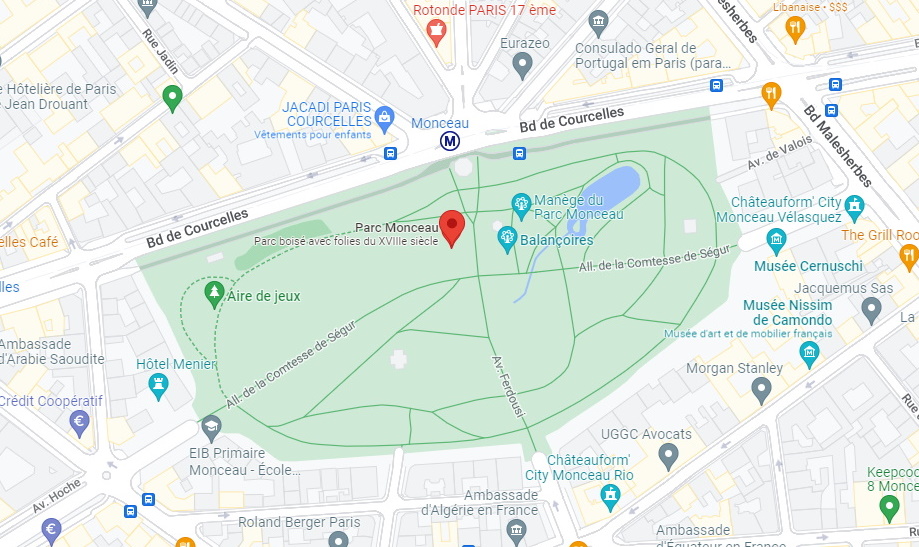 Rotonde PARIS 17 ème
Malesherbes
Libanaise • $$$
Rue Jadin
Eurazeo
Consulado Geral de
Portugal em Paris (para...
Hôtelière de Paris
Jean Drouant
JACADI PARIS
COURCELLES
Vêtements pour enfants
Monceau
M
Bd de Courcelles
Bd Malesherbes
Av. de Valois
Manège du
Parc Monceau
Châteauform' City
Monceau Vélasquez
Bd de Courcelles
Parc Monceau
Parc boisé avec folies du XVIIIe siècle
Balançoires
The Grill Roo
elles Café
All. de la Comtesse de Ségur
Musée Cernuschi
elles
Aire de jeux
Jacquemus Sas
Musée Nissim
de Camondo
Musée d'art et de mobilier français
La
Ambassade
d'Arabie Saoudite
All. de la Comtesse de Ségur
Hôtel Menier
Av. Ferdousi
Morgan Stanley
Crédit Coopératif
€
Rue
UGGC Avocats
EIB Primaire
Monceau - École...
Châteauform'
City Monceau Rio
Keepcoo
8 Monce
Av. Hoche
Ambassade
d'Algérie en France
Roland Berger Paris
€
Ambassade
d'Équateur en France
Ru